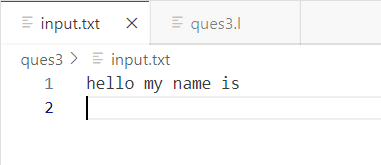 input.txt ques3.l
ques3 > input.txt
1 hello my name is
2